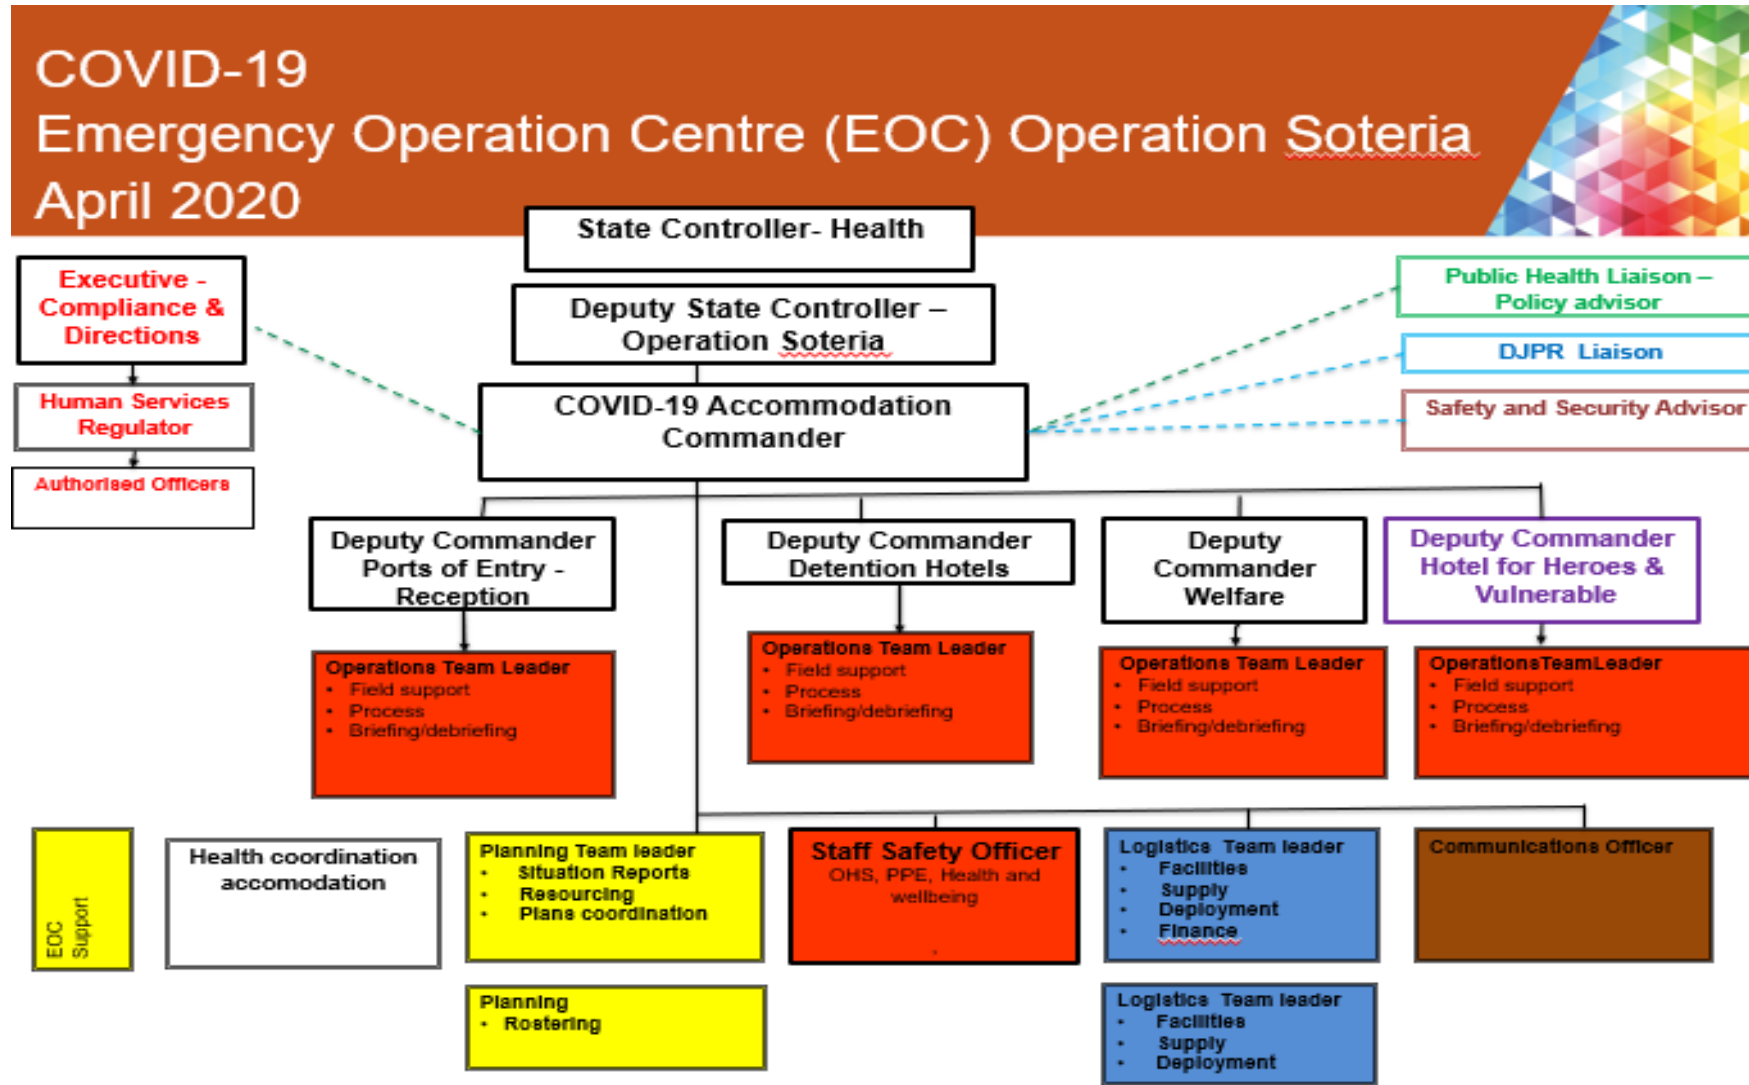 COVID-19
Emergency Operation Centre (EOC) Operation Soteria
April 2020
State Controller- Health
Executive -
Compliance &
Directions
Deputy State Controller –
Operation Soteria
Public Health Liaison –
Policy advisor
DJPR Liaison
Human Services
Regulator
COVID-19 Accommodation
Commander
Safety and Security Advisor
Authorised Officers
Deputy Commander
Ports of Entry -
Reception
Deputy Commander
Detention Hotels
Deputy
Commander
Welfare
Deputy Commander
Hotel for Heroes &
Vulnerable
Operations Team Leader
• Field support
• Process
• Briefing/debriefing
Operations Team Leader
• Field support
• Process
• Briefing/debriefing
Operations Team Leader
• Field support
• Process
• Briefing/debriefing
OperationsTeamLeader
• Field support
• Process
• Briefing/debriefing
EOC
Support
Health coordination
accomodation
Planning Team leader
• Situation Reports
• Resourcing
• Plans coordination
Staff Safety Officer
OHS, PPE, Health and
wellbeing
.
Logistics Team leader
• Facilities
• Supply
• Deployment
• Finance
Communications Officer
Planning
• Rostering
Logistics Team leader
• Facilities
• Supply
• Deployment